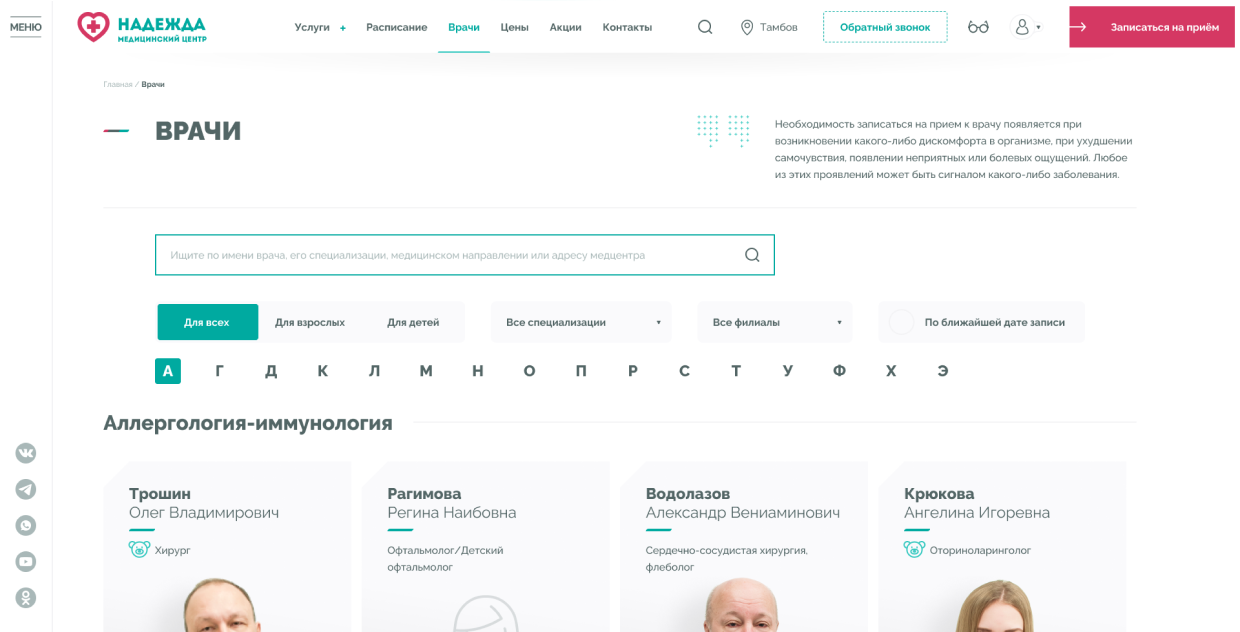 МЕНЮ
НАДЕЖДА
МЕДИЦИНСКИЙ ЦЕНТР
Услуги +
Расписание
Врачи
Цены
Акции
Контакты
Тамбов
Обратный звонок
Записаться на приём
Главная / Врачи
ВРАЧИ
Необходимость записаться на прием к врачу появляется при
возникновении какого-либо дискомфорта в организме, при ухудшении
самочувствия, появлении неприятных или болевых ощущений. Любое
из этих проявлений может быть сигналом какого-либо заболевания.
Ищите по имени врача, его специализации, медицинском направлении или адресу медцентра
Для всех
Для взрослых
Для детей
Все специализации
Все филиалы
По ближайшей дате записи
А Г Д К Л М Н О П Р С Т У Ф Х Э
Аллергология-иммунология
Трошин
Олег Владимирович
Хирург
Рагимова
Регина Наибовна
Офтальмолог/Детский
офтальмолог
Водолазов
Александр Вениаминович
Сердечно-сосудистая хирургия,
флеболог
Крюкова
Ангелина Игоревна
Оториноларинголог